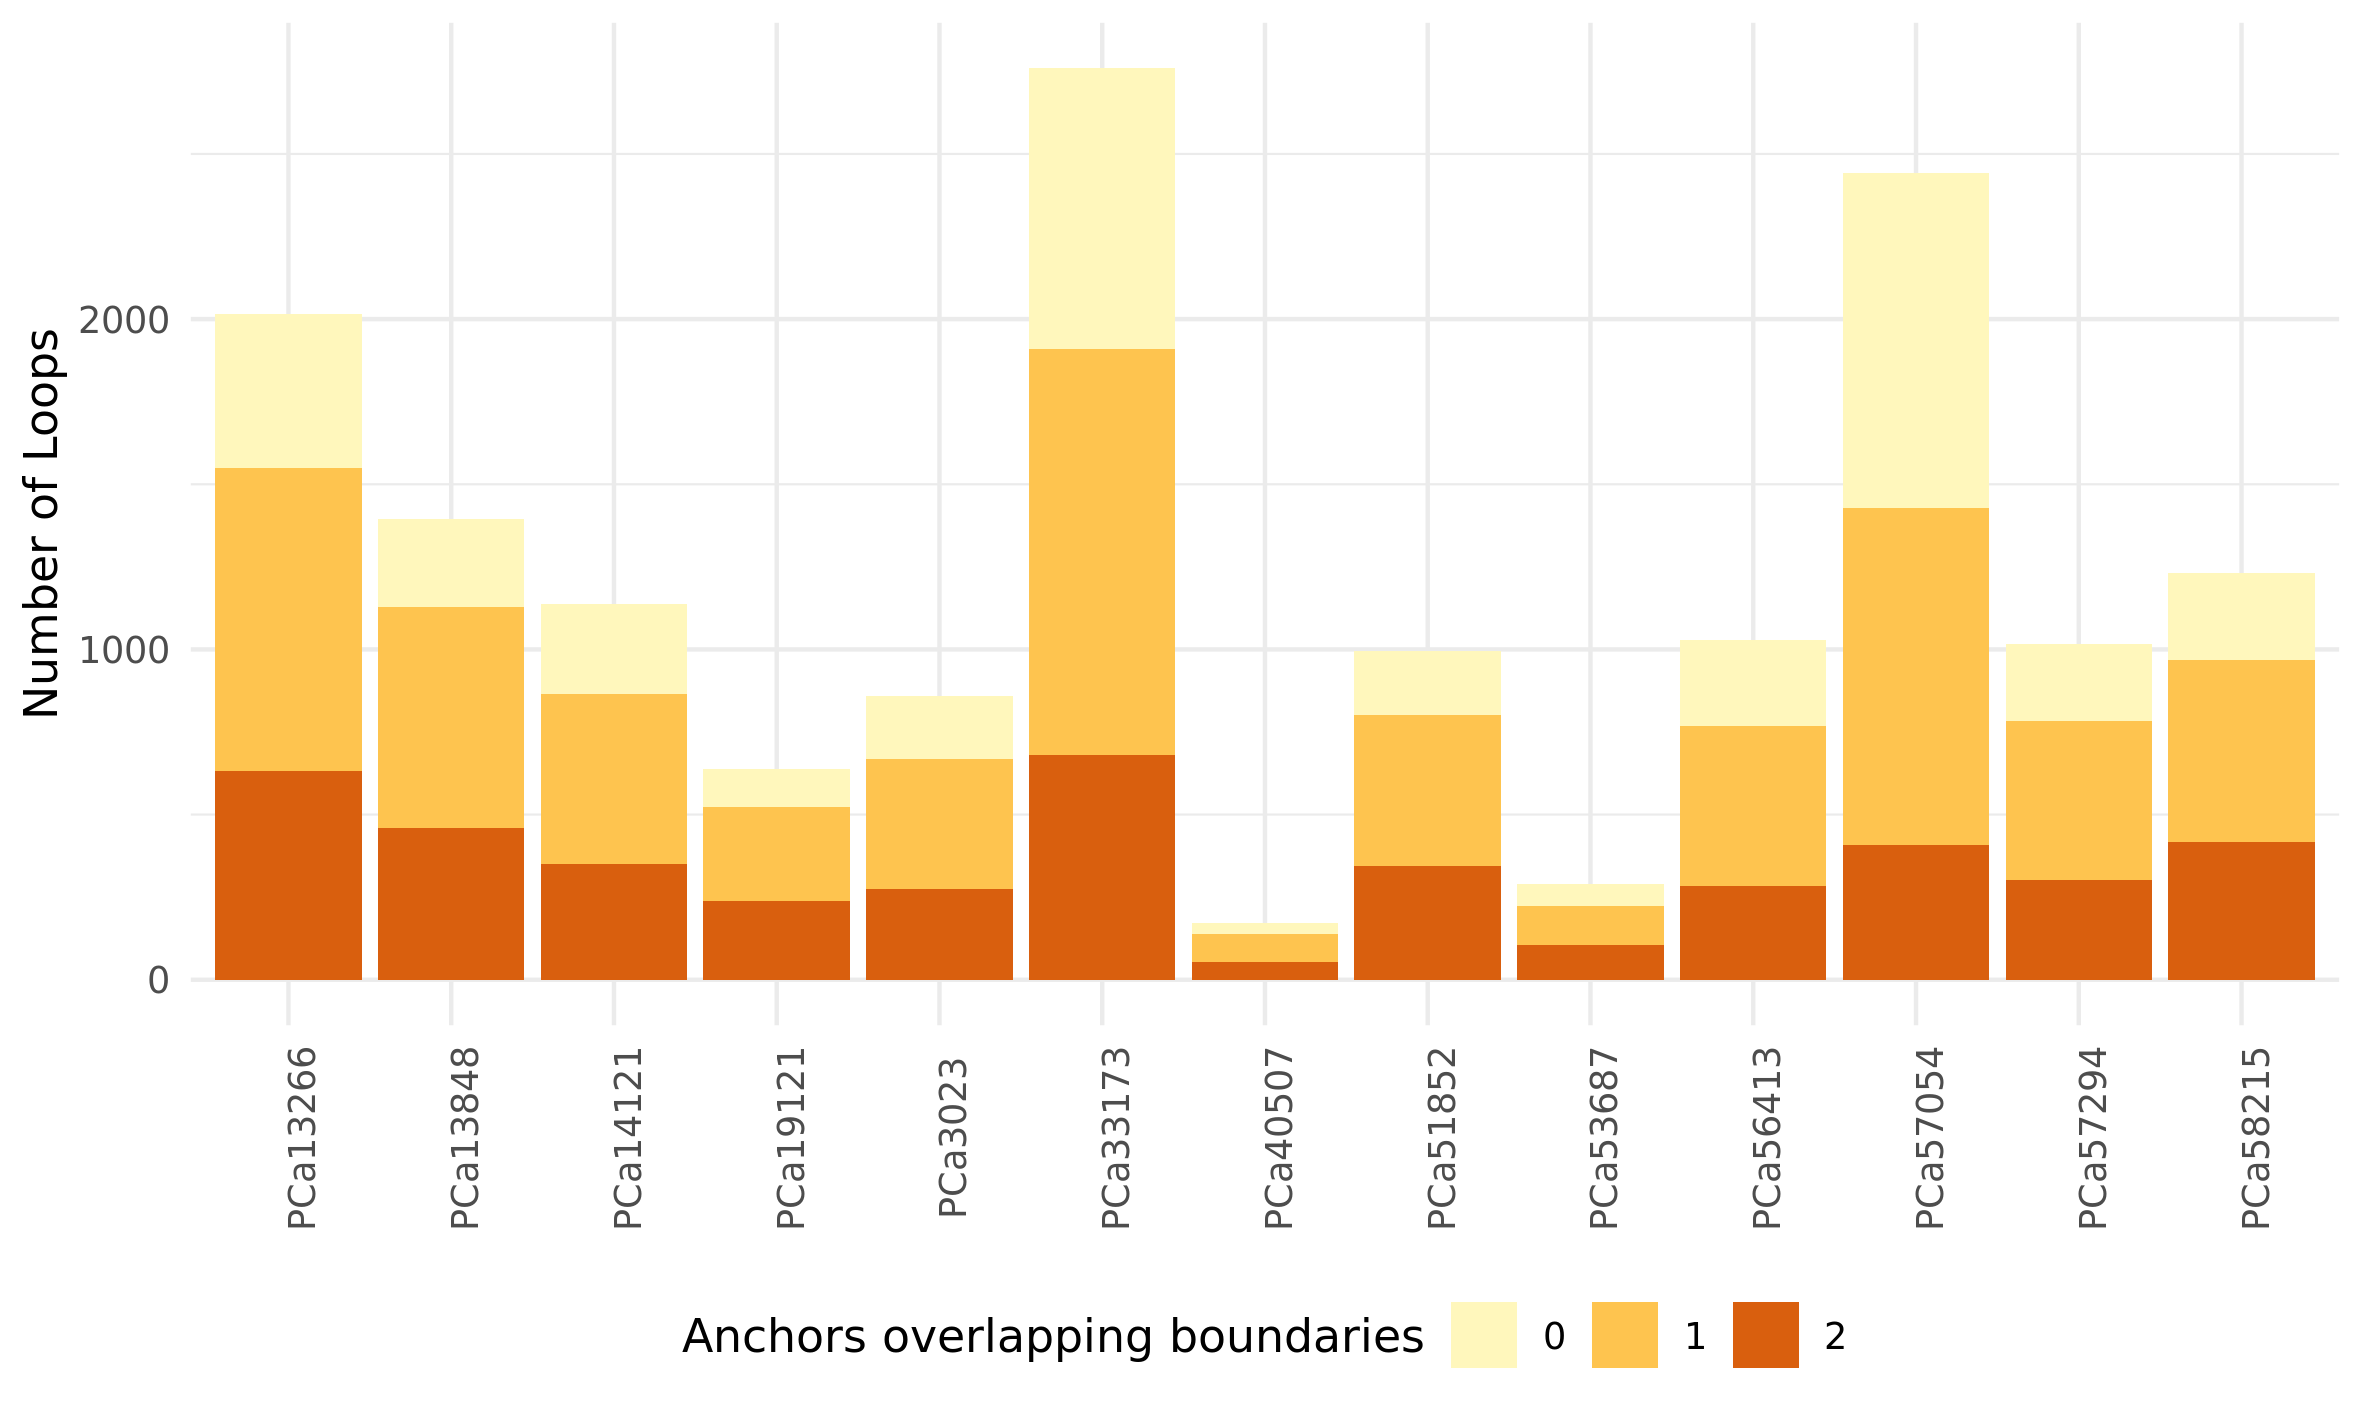 Number of Loops
2000
1000
0
PCa13266
PCa13848
PCa14121
PCa19121
PCa3023
PCa33173
PCa40507
PCa51852
PCa53687
PCa56413
PCa57054
PCa57294
PCa58215
Anchors overlapping boundaries 0 1 2